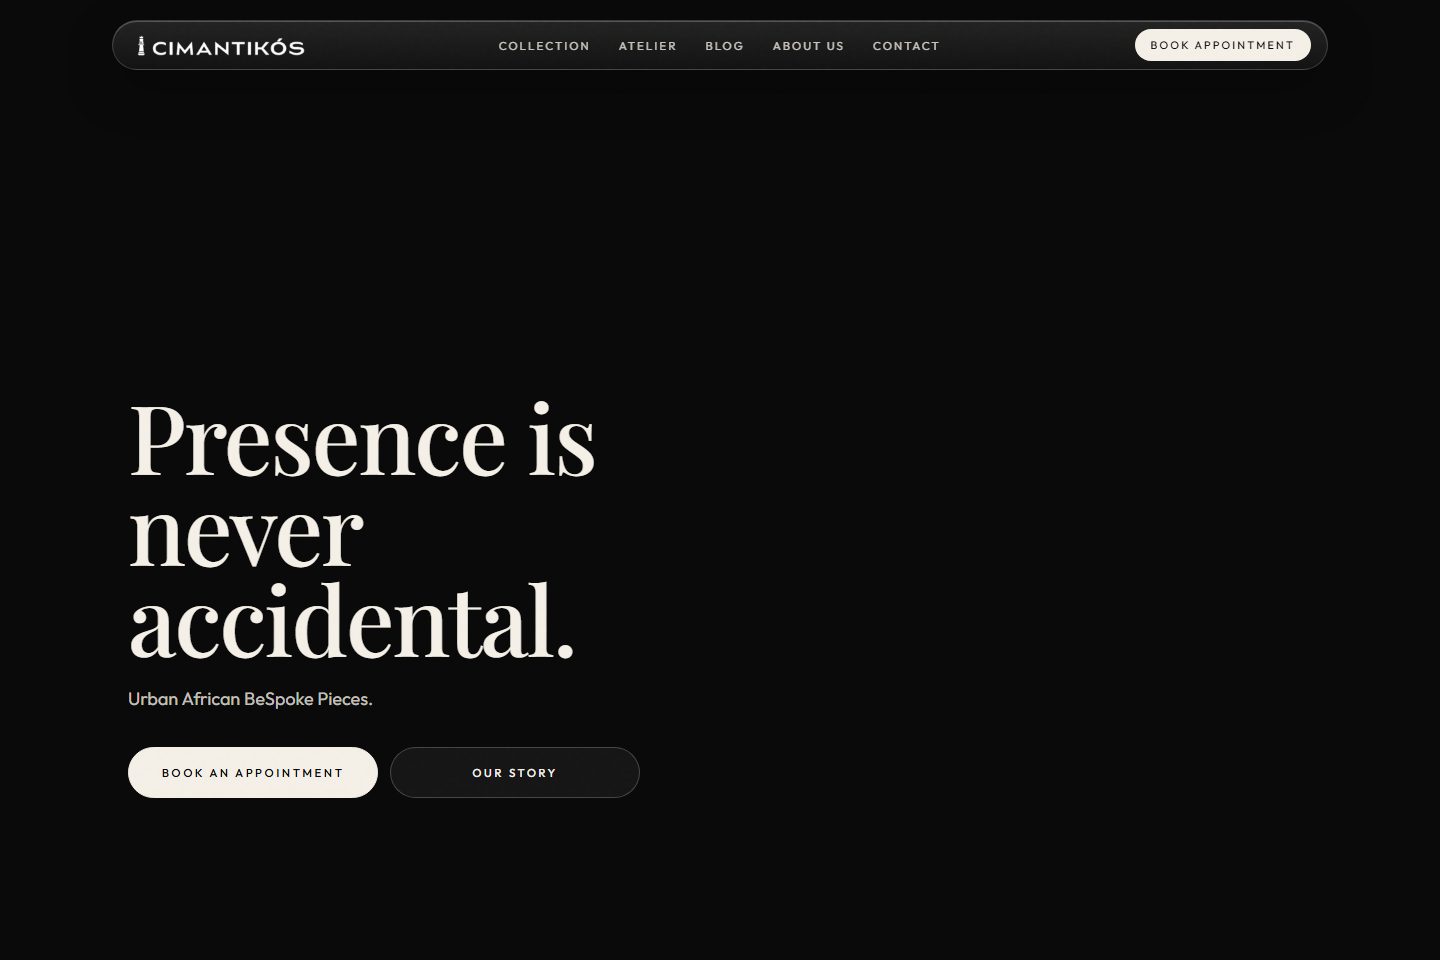 CIMANTIKÓS
COLLECTION ATELIER BLOG ABOUT US CONTACT
BOOK APPOINTMENT
Presence is
never
accidental.
Urban African BeSpoke Pieces.
BOOK AN APPOINTMENT
OUR STORY